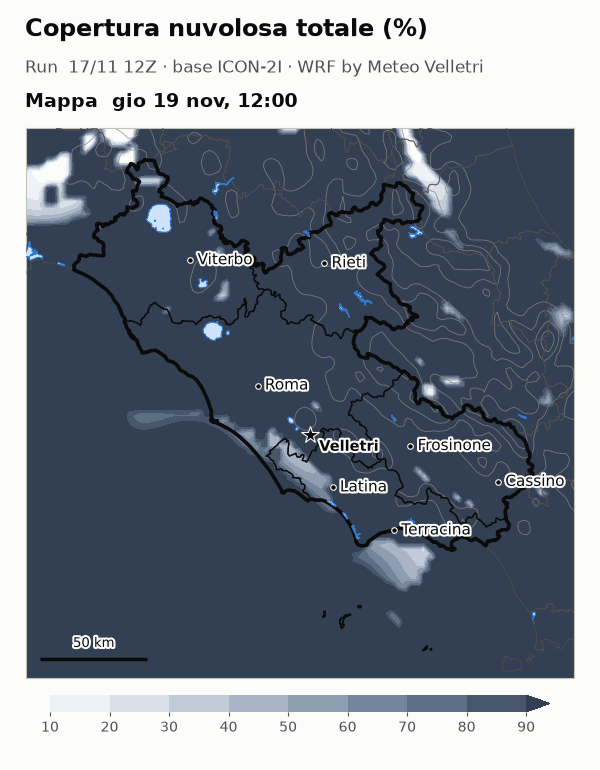 Copertura nuvolosa totale (%)
Run  17/11 12Z · base ICON-2I · WRF by Meteo Velletri
Mappa  gio 19 nov, 12:00
Viterbo
Rieti
Roma
Velletri
Frosinone
Cassino
Latina
Terracina
50 km
10 20 30 40 50 60 70 80 90